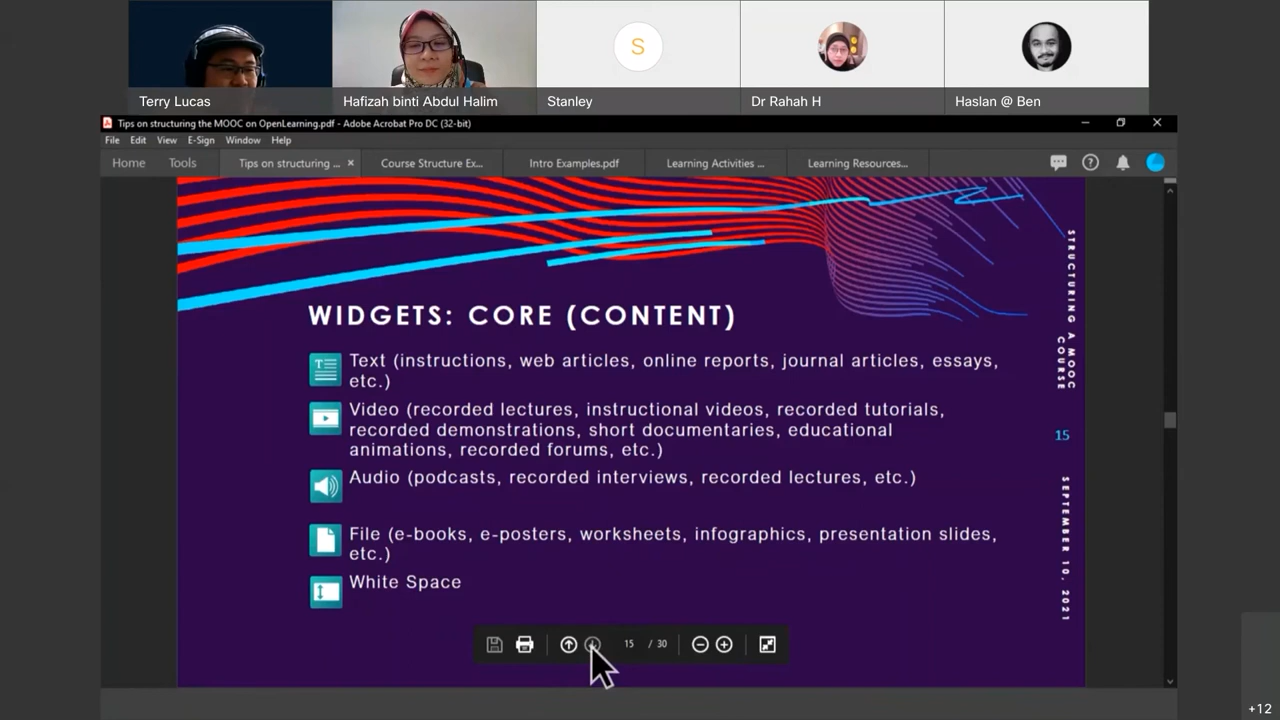 S
Terry Lucas
Hafizah binti Abdul Halim
Stanley
Dr Rahah H
Haslan @ Ben
Tips on structuring the MOOC on OpenLearning.pdf - Adobe Acrobat Pro DC (32-bit)
File Edit View E-Sign Window Help
Home Tools Tips on structuring ... × Course Structure Ex... Intro Examples.pdf Learning Activities ... Learning Resources...
WIDGETS: CORE (CONTENT)
Text (instructions, web articles, online reports, journal articles, essays,
etc.)
Video (recorded lectures, instructional videos, recorded tutorials,
recorded demonstrations, short documentaries, educational
animations, recorded forums, etc.)
Audio (podcasts, recorded interviews, recorded lectures, etc.)
File (e-books, e-posters, worksheets, infographics, presentation slides,
etc.)
White Space
STRUCTURING A MOOC
COURSE
15
SEPTEMBER 10, 2021
15 / 30
+12